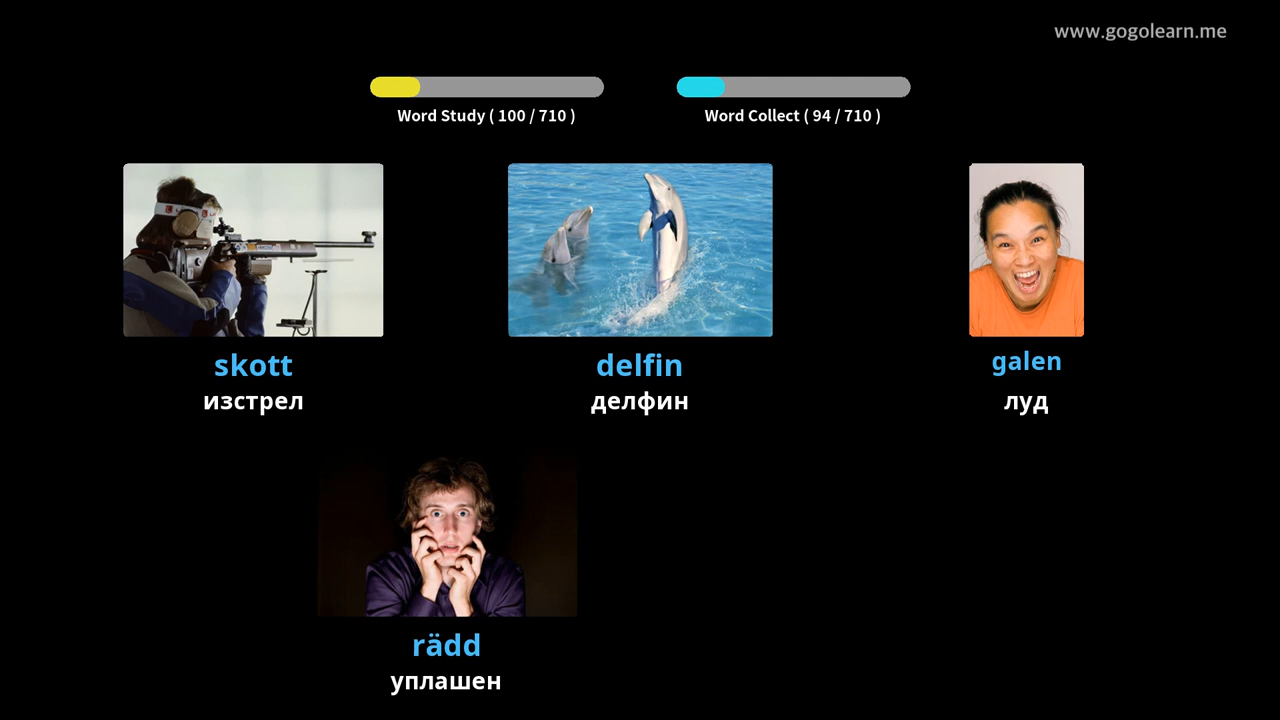 www.gogolearn.me
Word Study ( 100 / 710 )
Word Collect ( 94 / 710 )
skott
изстрел
delfin
делфин
galen
луд
rädd
уплашен